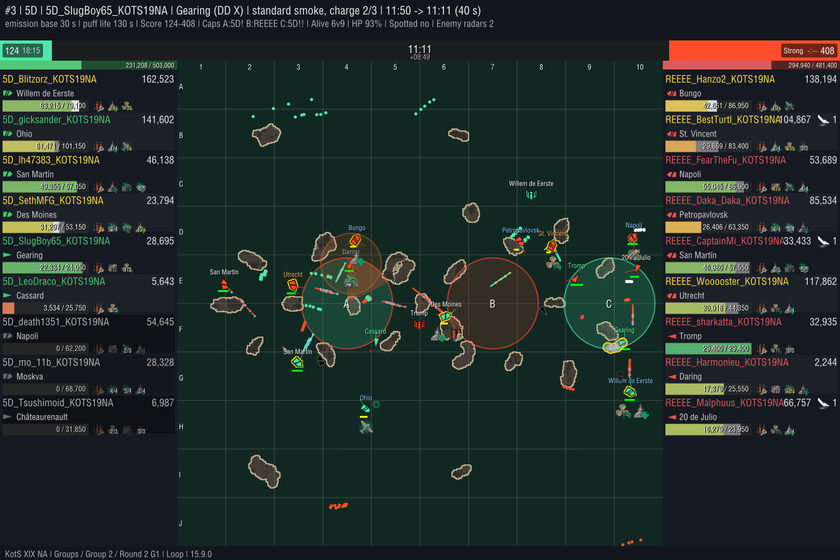 #3 | 5D | 5D_SlugBoy65_KOTS19NA | Gearing (DD X) | standard smoke, charge 2/3 | 11:50 -> 11:11 (40 s)
emission base 30 s | puff life 130 s | Score 124-408 | Caps A:5D! B:REEEE C:5D!! | Alive 6v9 | HP 93% | Spotted no | Enemy radars 2
124 18:15
11:11
+08:49
Strong -:-- 408
231,208 / 503,000
294,940 / 481,400
5D_Blitzorz_KOTS19NA 162,523
Willem de Eerste
5D_gicksander_KOTS19NA 141,602
Ohio
5D_lh47383_KOTS19NA 46,138
San Martín
5D_SethMFG_KOTS19NA 23,794
Des Moines
5D_SlugBoy65_KOTS19NA 28,695
Gearing
5D_LeoDraco_KOTS19NA 5,643
Cassard
3,534 / 25,750
5D_death1351_KOTS19NA 54,645
Napoli
0 / 62,200
5D_mo_11b_KOTS19NA 28,328
Moskva
0 / 68,700
5D_Tsushimoid_KOTS19NA 6,987
Châteaurenault
0 / 31,850
1 2 3 4 5 6 7 8 9 10
A
B
C
D
E
F
G
H
I
J
Willem de Eerste
Bungo
Daring
Petropavlovsk
St. Vincent
Napoli
20 de Julio
San Martin
Utrecht
Tromp
A
B
C
Des Moines
Tromp
Cassard
Gearing
San Martin
Willem de Eerste
Ohio
REEEE_Hanzo2_KOTS19NA 138,194
Bungo
REEEE_BestTurtl_KOTS19NA 104,867 1
St. Vincent
REEEE_FearTheFu_KOTS19NA 53,689
Napoli
REEEE_Daka_Daka_KOTS19NA 85,534
Petropavlovsk
26,406 / 63,350
REEEE_CaptainMi_KOTS19NA 33,433 1
San Martin
REEEE_Wooooster_KOTS19NA 117,862
Utrecht
REEEE_sharkatta_KOTS19NA 32,935
Tromp
REEEE_Harmonieu_KOTS19NA 2,244
Daring
REEEE_Malphuus_KOTS19NA 66,757 1
20 de Julio
KotS XIX NA | Groups / Group 2 / Round 2 G1 | Loop | 15.9.0